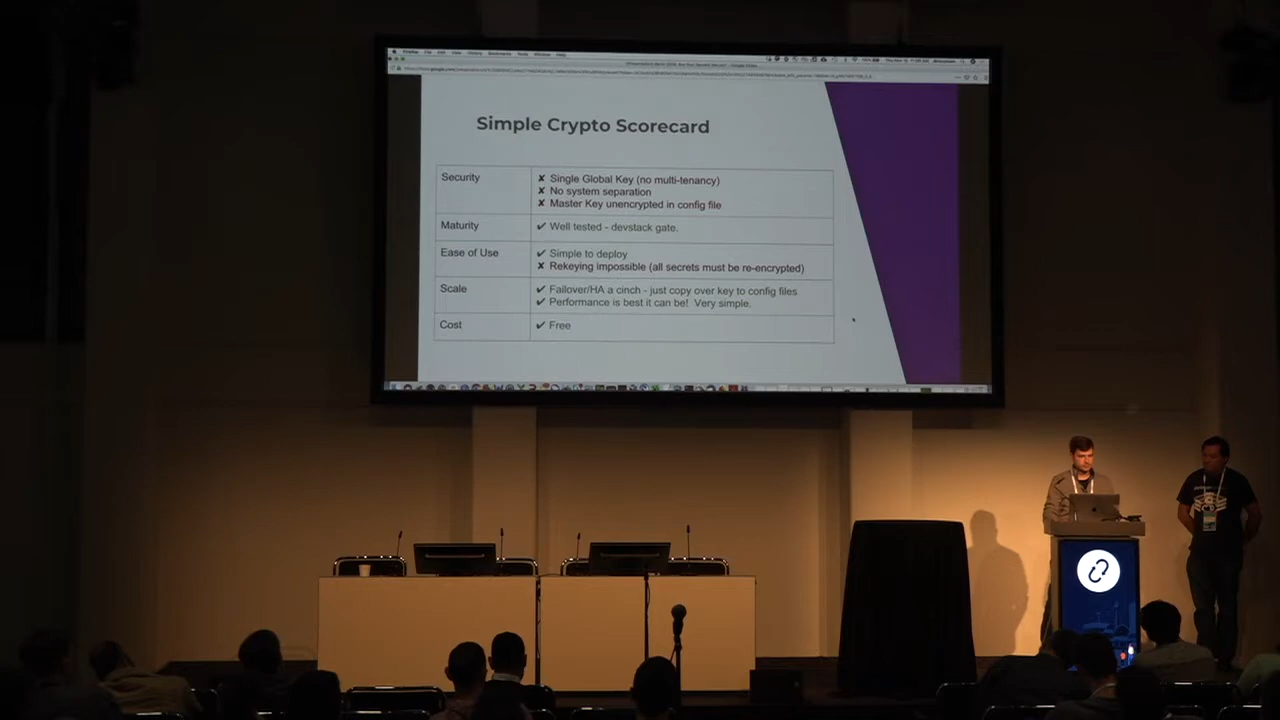 Simple Crypto Scorecard
Security
✘ Single Global Key (no multi-tenancy)
✘ No system separation
✘ Master Key unencrypted in config file
Maturity
✔ Well tested - devstack gate.
Ease of Use
✔ Simple to deploy
✘ Rekeying impossible (all secrets must be re-encrypted)
Scale
✔ Failover/HA a cinch - just copy over key to config files
✔ Performance is best it can be! Very simple.
Cost
✔ Free